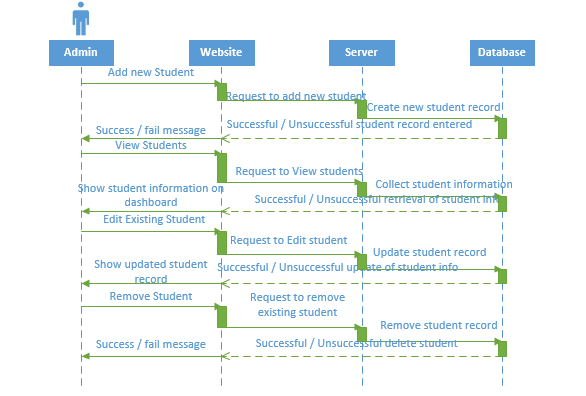 Admin
Website
Server
Database
Add new Student
Request to add new student
Create new student record
Successful / Unsuccessful student record entered
Success / fail message
View Students
Request to View students
Collect student information
Show student information on
dashboard
Successful / Unsuccessful retrieval of student info
Edit Existing Student
Request to Edit student
Update student record
Show updated student
record
Successful / Unsuccessful update of student info
Remove Student
Request to remove
existing student
Remove student record
Success / fail message
Successful / Unsuccessful delete student